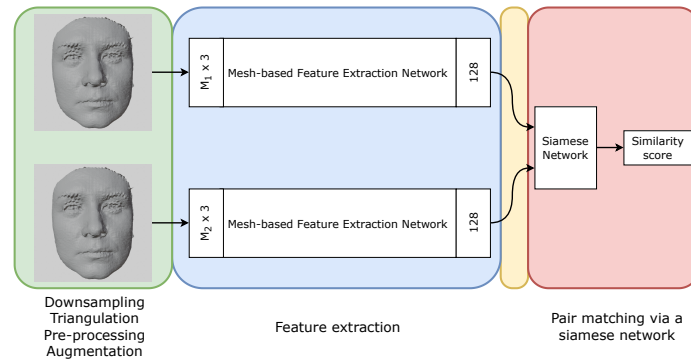 M₁ x 3
Mesh-based Feature Extraction Network
128
M₂ x 3
Mesh-based Feature Extraction Network
128
Siamese
Network
Similarity
score
Downsampling
Triangulation
Pre-processing
Augmentation
Feature extraction
Pair matching via a
siamese network